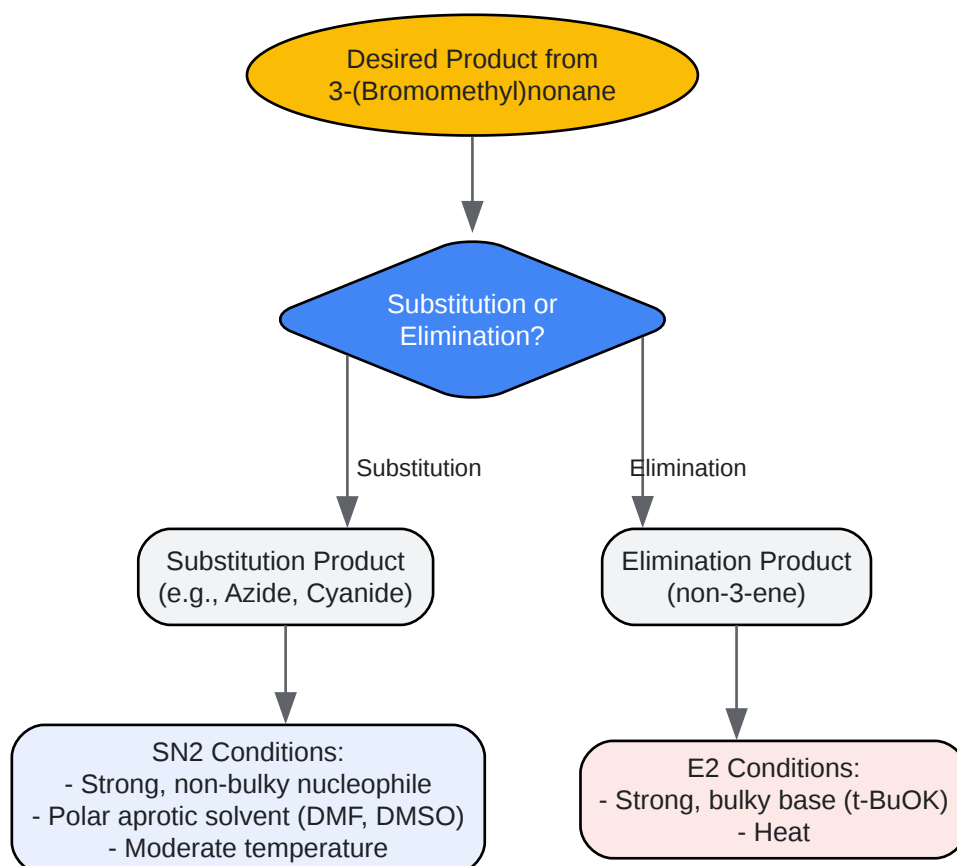 Desired Product from
3-(Bromomethyl)nonane
Substitution or
Elimination?
Substitution
Elimination
Substitution Product
(e.g., Azide, Cyanide)
Elimination Product
(non-3-ene)
SN2 Conditions:
- Strong, non-bulky nucleophile
- Polar aprotic solvent (DMF, DMSO)
- Moderate temperature
E2 Conditions:
- Strong, bulky base (t-BuOK)
- Heat